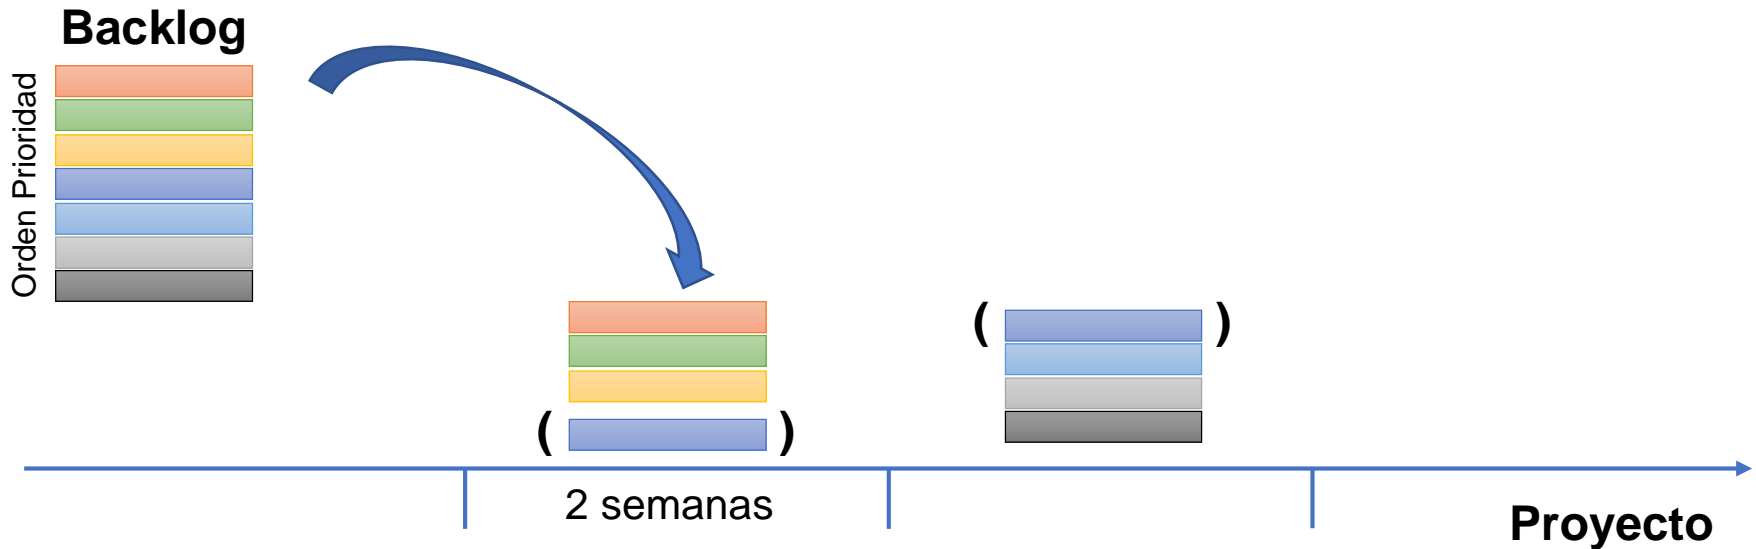 Backlog
Orden Prioridad
( )
( )
2 semanas
Proyecto